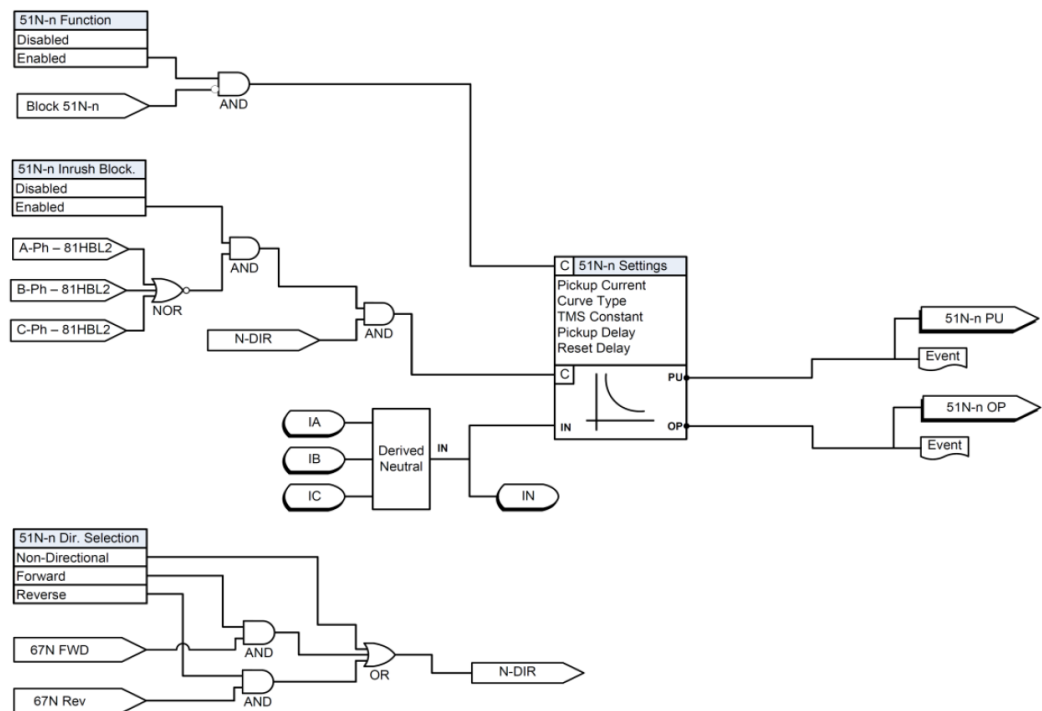 51N-n Function
Disabled
Enabled
Block 51N-n
AND
51N-n Inrush Block.
Disabled
Enabled
A-Ph – 81HBL2
B-Ph – 81HBL2
C-Ph – 81HBL2
NOR
AND
N-DIR
AND
C 51N-n Settings
Pickup Current
Curve Type
TMS Constant
Pickup Delay
Reset Delay
C
PU
IN
OP
51N-n PU
Event
51N-n OP
Event
IA
IB
IC
Derived
Neutral
IN
IN
51N-n Dir. Selection
Non-Directional
Forward
Reverse
67N FWD
AND
67N Rev
AND
OR
N-DIR